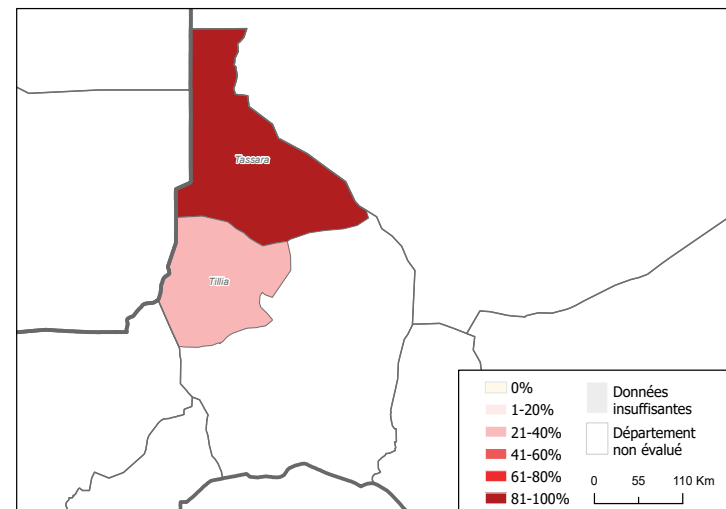 Tassara
Tillia
0%
1-20%
21-40%
41-60%
61-80%
81-100%
Données
insuffisantes
Département
non évalué
0 55 110 Km